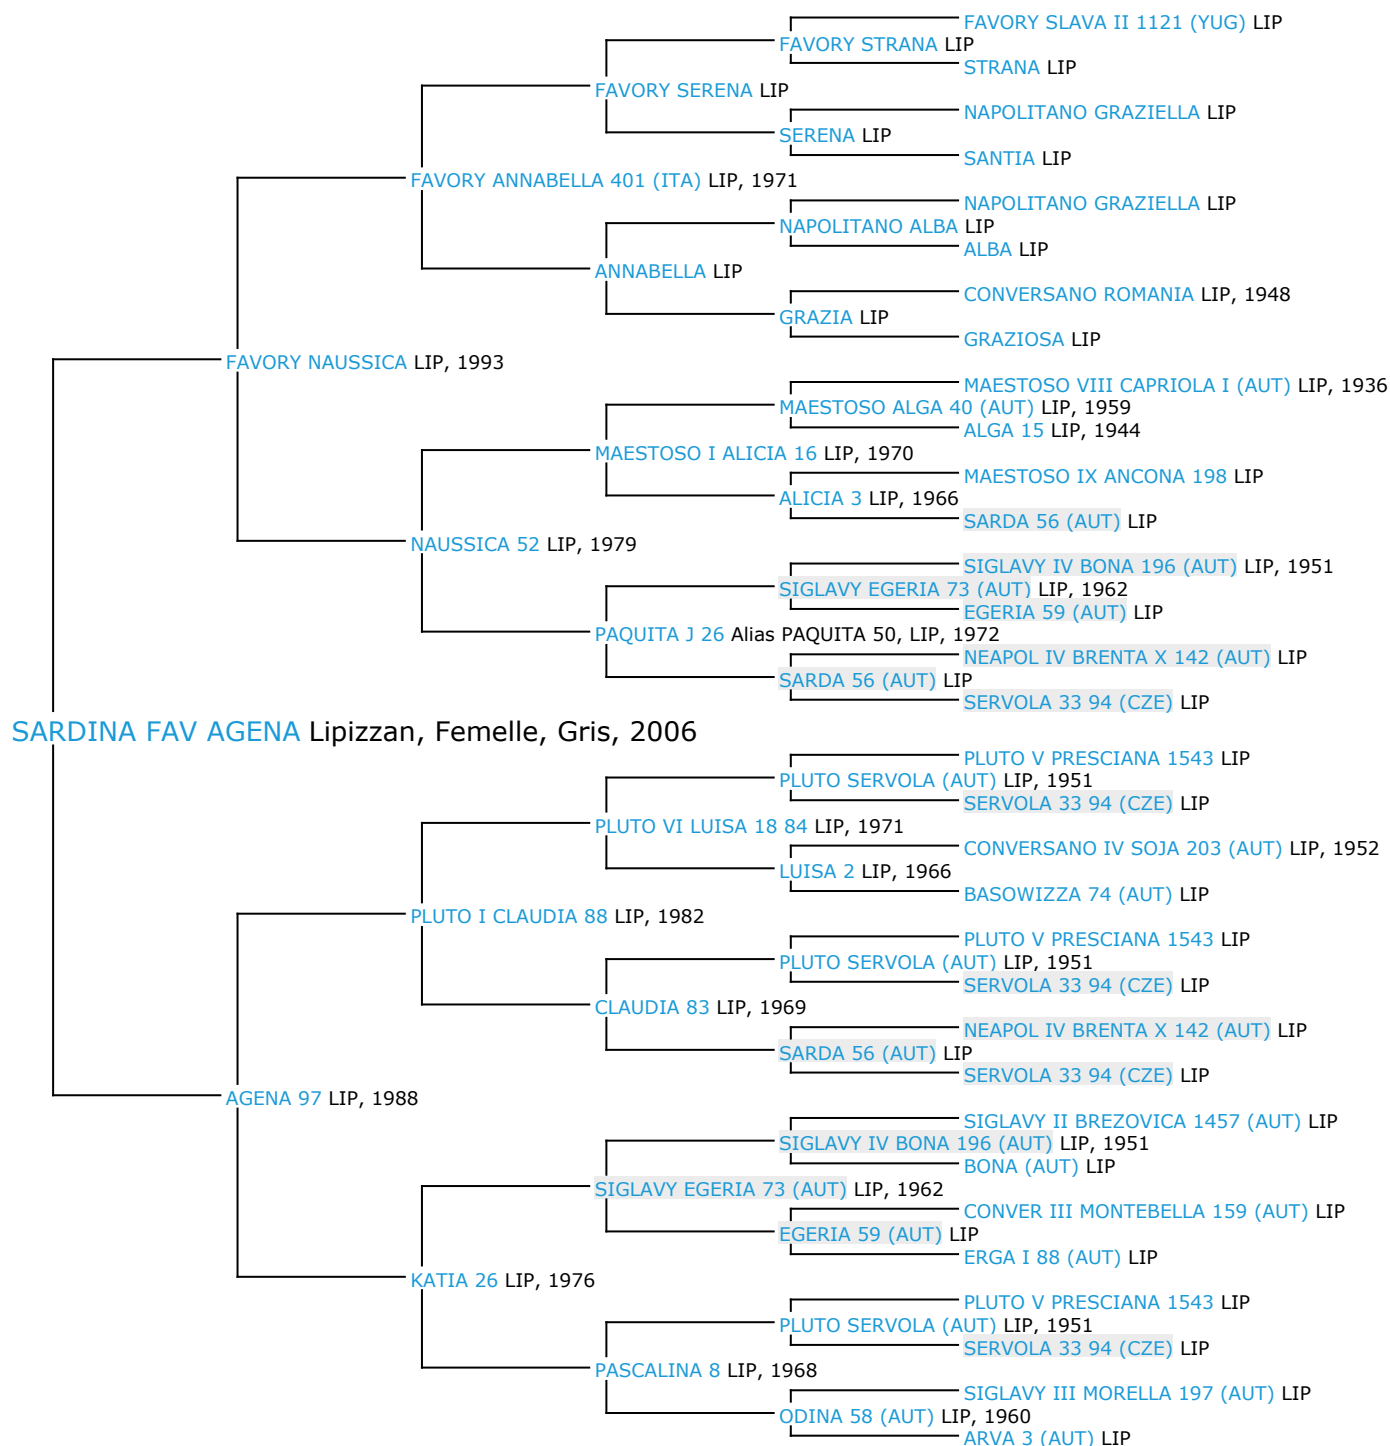 FAVORY SLAVA II 1121 (YUG) LIP
FAVORY STRANA LIP
STRANA LIP
FAVORY SERENA LIP
NAPOLITANO GRAZIELLA LIP
SERENA LIP
SANTIA LIP
FAVORY ANNABELLA 401 (ITA) LIP, 1971
NAPOLITANO GRAZIELLA LIP
NAPOLITANO ALBA LIP
ALBA LIP
ANNABELLA LIP
CONVERSANO ROMANIA LIP, 1948
GRAZIA LIP
GRAZIOSA LIP
FAVORY NAUSSICA LIP, 1993
MAESTOSO VIII CAPRIOLA I (AUT) LIP, 1936
MAESTOSO ALGA 40 (AUT) LIP, 1959
ALGA 15 LIP, 1944
MAESTOSO I ALICIA 16 LIP, 1970
MAESTOSO IX ANCONA 198 LIP
ALICIA 3 LIP, 1966
SARDA 56 (AUT) LIP
NAUSSICA 52 LIP, 1979
SIGLAVY IV BONA 196 (AUT) LIP, 1951
SIGLAVY EGERIA 73 (AUT) LIP, 1962
EGERIA 59 (AUT) LIP
PAQUITA J 26 Alias PAQUITA 50, LIP, 1972
NEAPOL IV BRENTA X 142 (AUT) LIP
SARDA 56 (AUT) LIP
SERVOLA 33 94 (CZE) LIP
SARDINA FAV AGENA Lipizzan, Femelle, Gris, 2006
PLUTO V PRESCIANA 1543 LIP
PLUTO SERVOLA (AUT) LIP, 1951
SERVOLA 33 94 (CZE) LIP
PLUTO VI LUISA 18 84 LIP, 1971
CONVERSANO IV SOJA 203 (AUT) LIP, 1952
LUISA 2 LIP, 1966
BASOWIZZA 74 (AUT) LIP
PLUTO I CLAUDIA 88 LIP, 1982
PLUTO V PRESCIANA 1543 LIP
PLUTO SERVOLA (AUT) LIP, 1951
SERVOLA 33 94 (CZE) LIP
CLAUDIA 83 LIP, 1969
NEAPOL IV BRENTA X 142 (AUT) LIP
SARDA 56 (AUT) LIP
SERVOLA 33 94 (CZE) LIP
AGENA 97 LIP, 1988
SIGLAVY II BREZOVICA 1457 (AUT) LIP
SIGLAVY IV BONA 196 (AUT) LIP, 1951
BONA (AUT) LIP
SIGLAVY EGERIA 73 (AUT) LIP, 1962
CONVER III MONTEBELLA 159 (AUT) LIP
EGERIA 59 (AUT) LIP
ERGA I 88 (AUT) LIP
KATIA 26 LIP, 1976
PLUTO V PRESCIANA 1543 LIP
PLUTO SERVOLA (AUT) LIP, 1951
SERVOLA 33 94 (CZE) LIP
PASCALINA 8 LIP, 1968
SIGLAVY III MORELLA 197 (AUT) LIP
ODINA 58 (AUT) LIP, 1960
ARVA 3 (AUT) LIP